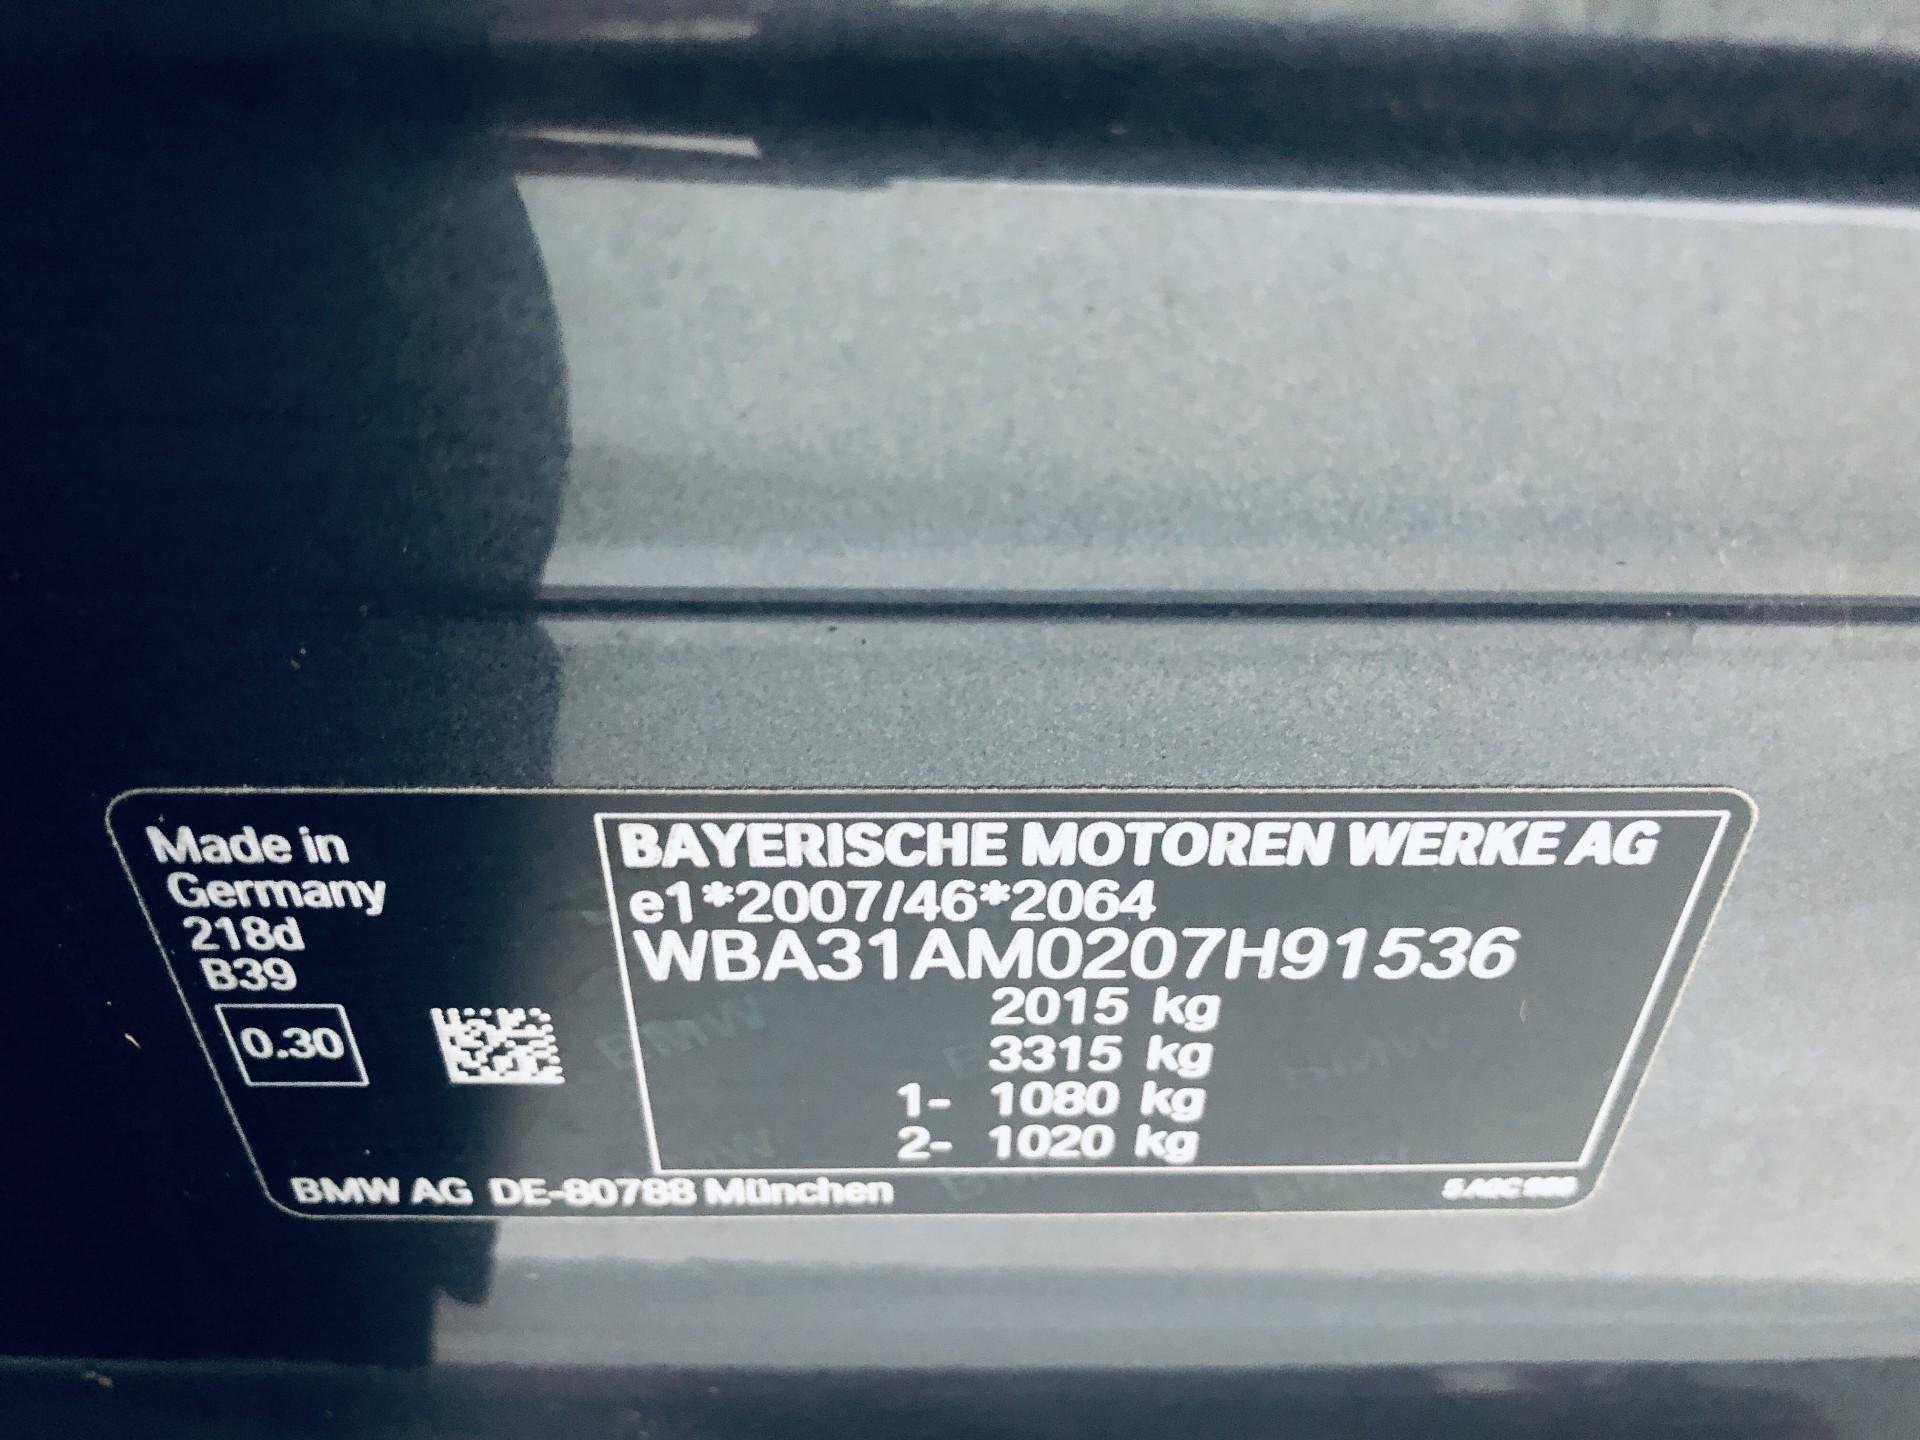 Made in
Germany
218d
B39
0.30
BAYERISCHE MOTOREN WERKE AG
e1*2007/46*2064
WBA31AM0207H91536
2015 kg
3315 kg
1- 1080 kg
2- 1020 kg
BMW AG DE-80788 München